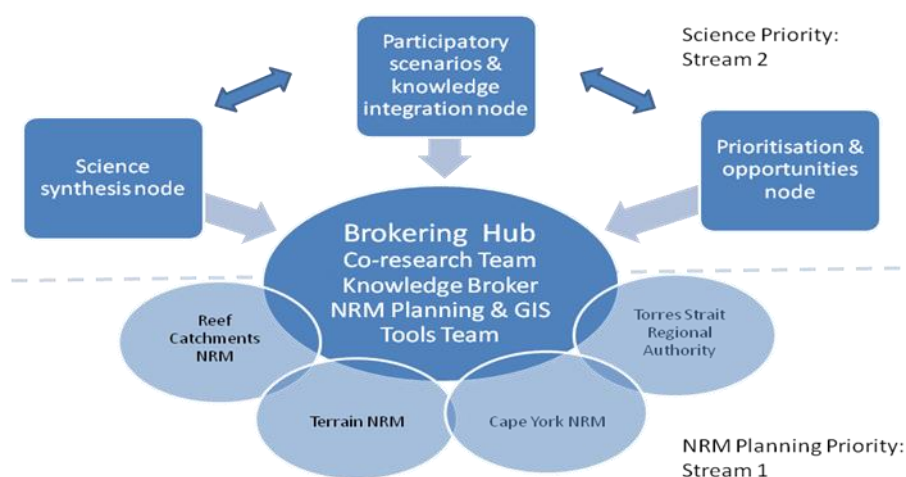 Participatory
scenarios &
knowledge
integration node
Science Priority:
Stream 2
Science
synthesis node
Prioritisation &
opportunities
node
Brokering Hub
Co-research Team
Knowledge Broker
NRM Planning & GIS
Tools Team
Reef
Catchments
NRM
Torres Strait
Regional
Authority
Terrain NRM
Cape York NRM
NRM Planning Priority:
Stream 1